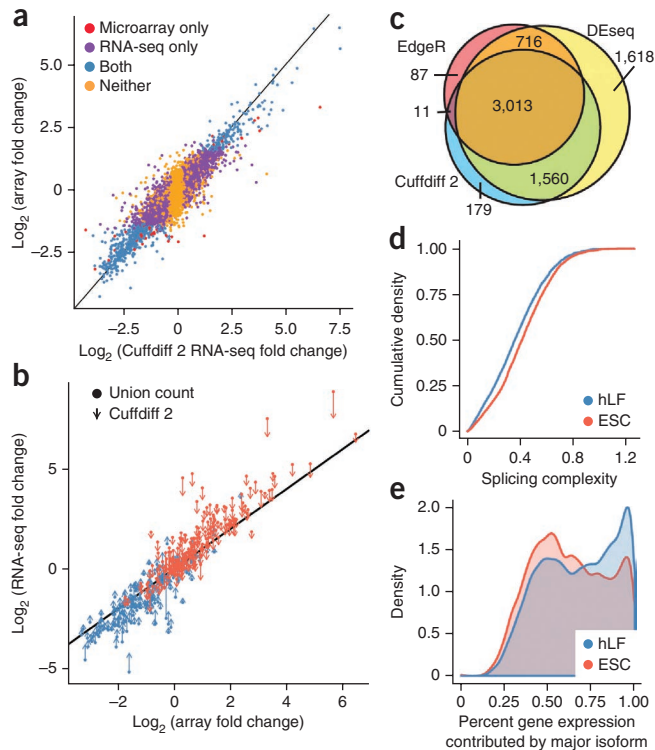 a
Microarray only
RNA-seq only
Both
Neither
Log2 (array fold change)
5.0
2.5
0
−2.5
−2.5
0
2.5
5.0
7.5
Log2 (Cuffdiff 2 RNA-seq fold change)
b
Union count
Cuffdiff 2
Log2 (RNA-seq fold change)
5
0
−5
−2
0
2
4
6
Log2 (array fold change)
c
EdgeR
DEseq
716
1,618
87
3,013
11
1,560
Cuffdiff 2
179
d
Cumulative density
1.00
0.75
0.50
0.25
0
hLF
ESC
0
0.4
0.8
1.2
Splicing complexity
e
Density
2.0
1.5
1.0
0.5
0
hLF
ESC
0
0.25
0.50
0.75
1.00
Percent gene expression
contributed by major isoform